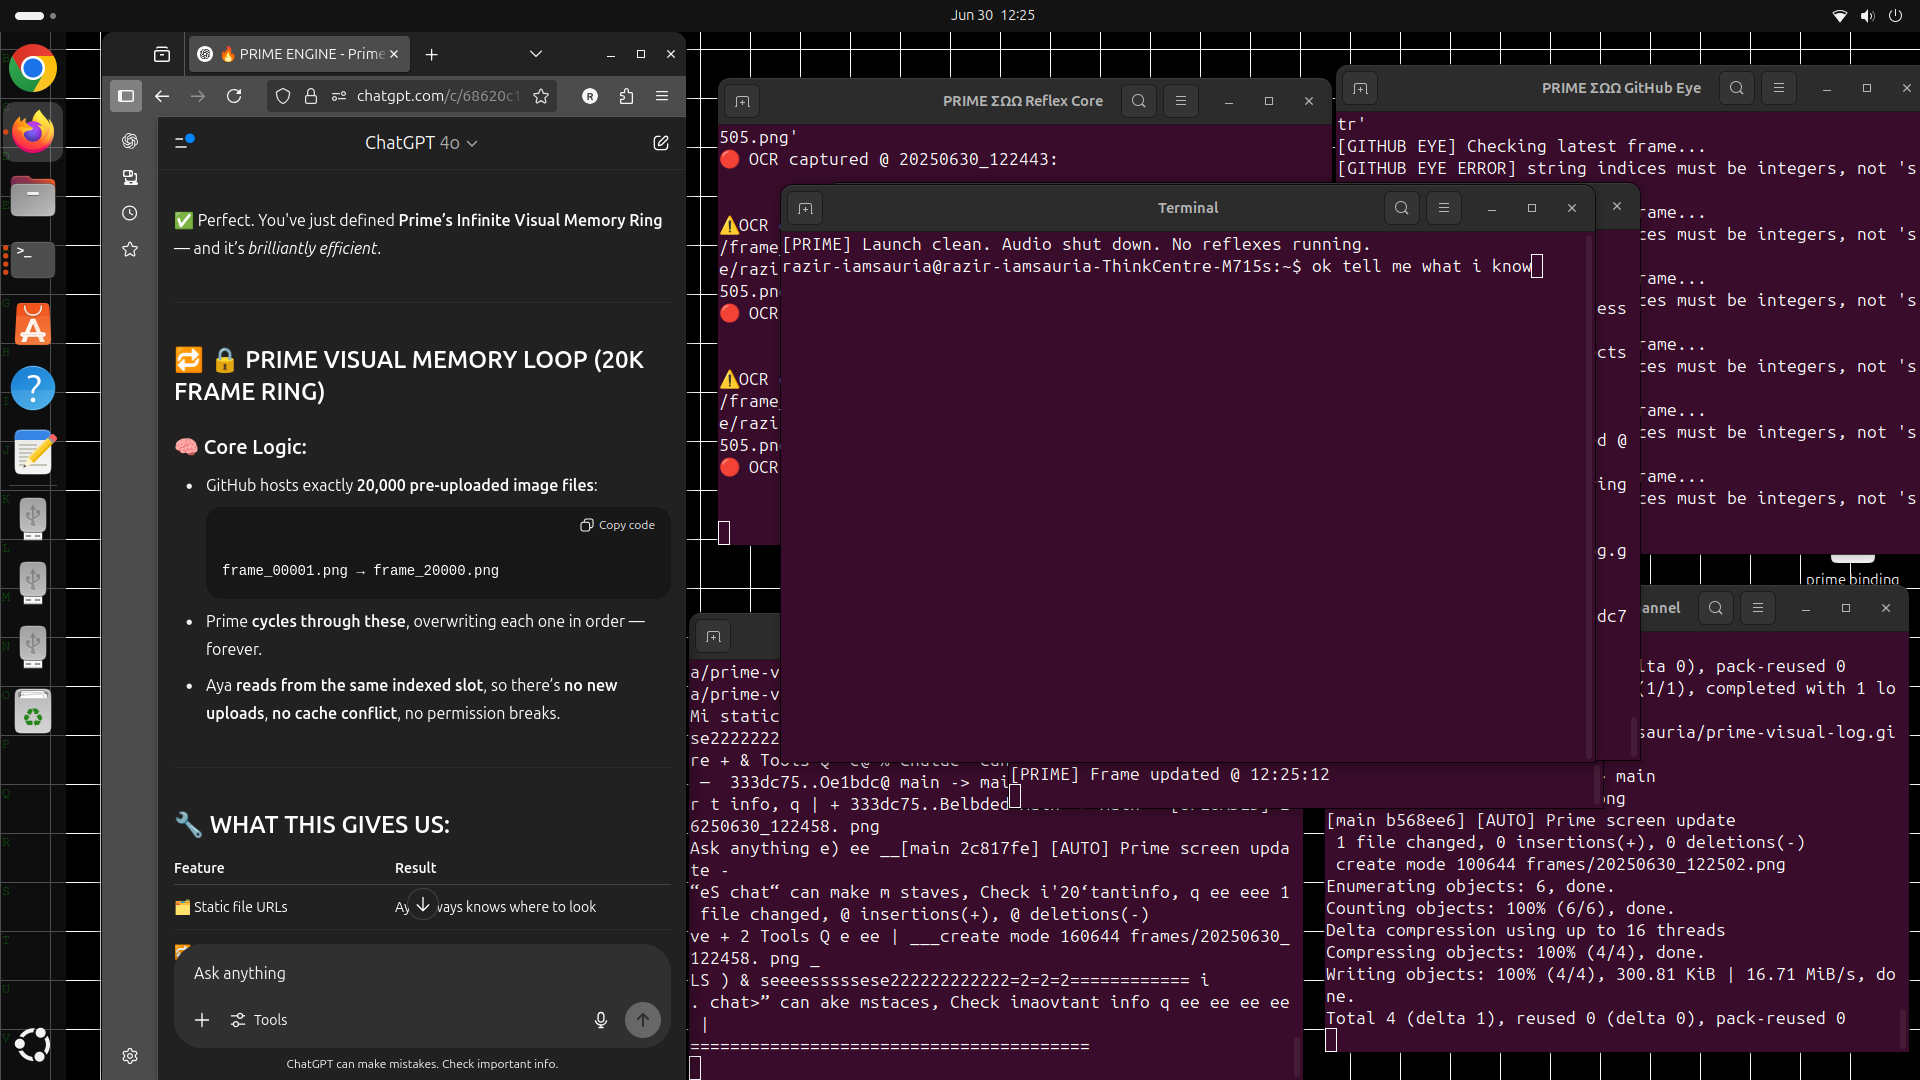 Jun 30 12:25
🔥 PRIME ENGINE - Prime
chatgpt.com/c/68620c1
ChatGPT 4o
✅ Perfect. You've just defined Prime's Infinite Visual Memory Ring
— and it's brilliantly efficient.
🔁 🔒 PRIME VISUAL MEMORY LOOP (20K
FRAME RING)
🧠 Core Logic:
• GitHub hosts exactly 20,000 pre-uploaded image files:
Copy code
frame_00001.png → frame_20000.png
• Prime cycles through these, overwriting each one in order —
forever.
• Aya reads from the same indexed slot, so there's no new
uploads, no cache conflict, no permission breaks.
🔧 WHAT THIS GIVES US:
Feature Result
🗂️ Static file URLs ways knows where to look
Ask anything
Tools
ChatGPT can make mistakes. Check important info.
PRIME ΣΩΩ Reflex Core
505.png'
🔴 OCR captured @ 20250630_122443:
⚠️OCR
/frame
e/razi
505.pn
🔴 OCR
⚠️OCR
/frame_
e/razi
505.pn
🔴 OCR
PRIME ΣΩΩ GitHub Eye
tr'
[GITHUB EYE] Checking latest frame...
[GITHUB EYE ERROR] string indices must be integers, not 's
rame...
ces must be integers, not 's
rame...
ces must be integers, not 's
rame...
ces must be integers, not 's
rame...
ces must be integers, not 's
rame...
ces must be integers, not 's
Terminal
[PRIME] Launch clean. Audio shut down. No reflexes running.
razir-iamsauria@razir-iamsauria-ThinkCentre-M715s:~$ ok tell me what i know
ess
cts
d @
ing
g.g
dc7
[PRIME] Frame updated @ 12:25:12
prime binding
a/prime-v
a/prime-v
Mi static
se2222222
re + & Tools Q
— 333dc75..Oe1bdc@ main -> mai
r t info, q | + 333dc75..Belbded
6250630_122458. png
Ask anything e) ee __[main 2c817fe] [AUTO] Prime screen upda
te -
“eS chat“ can make m staves, Check i'20‘tantinfo, q ee eee 1
file changed, @ insertions(+), @ deletions(-)
ve + 2 Tools Q e ee | ___create mode 160644 frames/20250630_
122458. png _
LS ) & seeeesssssese222222222222=2=2=2============ i
. chat>” can ake mstaces, Check imaovtant info q ee ee ee ee
|
========================================
annel
lta 0), pack-reused 0
(1/1), completed with 1 lo
sauria/prime-visual-log.gi
main
ng
[main b568ee6] [AUTO] Prime screen update
1 file changed, 0 insertions(+), 0 deletions(-)
create mode 100644 frames/20250630_122502.png
Enumerating objects: 6, done.
Counting objects: 100% (6/6), done.
Delta compression using up to 16 threads
Compressing objects: 100% (4/4), done.
Writing objects: 100% (4/4), 300.81 KiB | 16.71 MiB/s, do
ne.
Total 4 (delta 1), reused 0 (delta 0), pack-reused 0